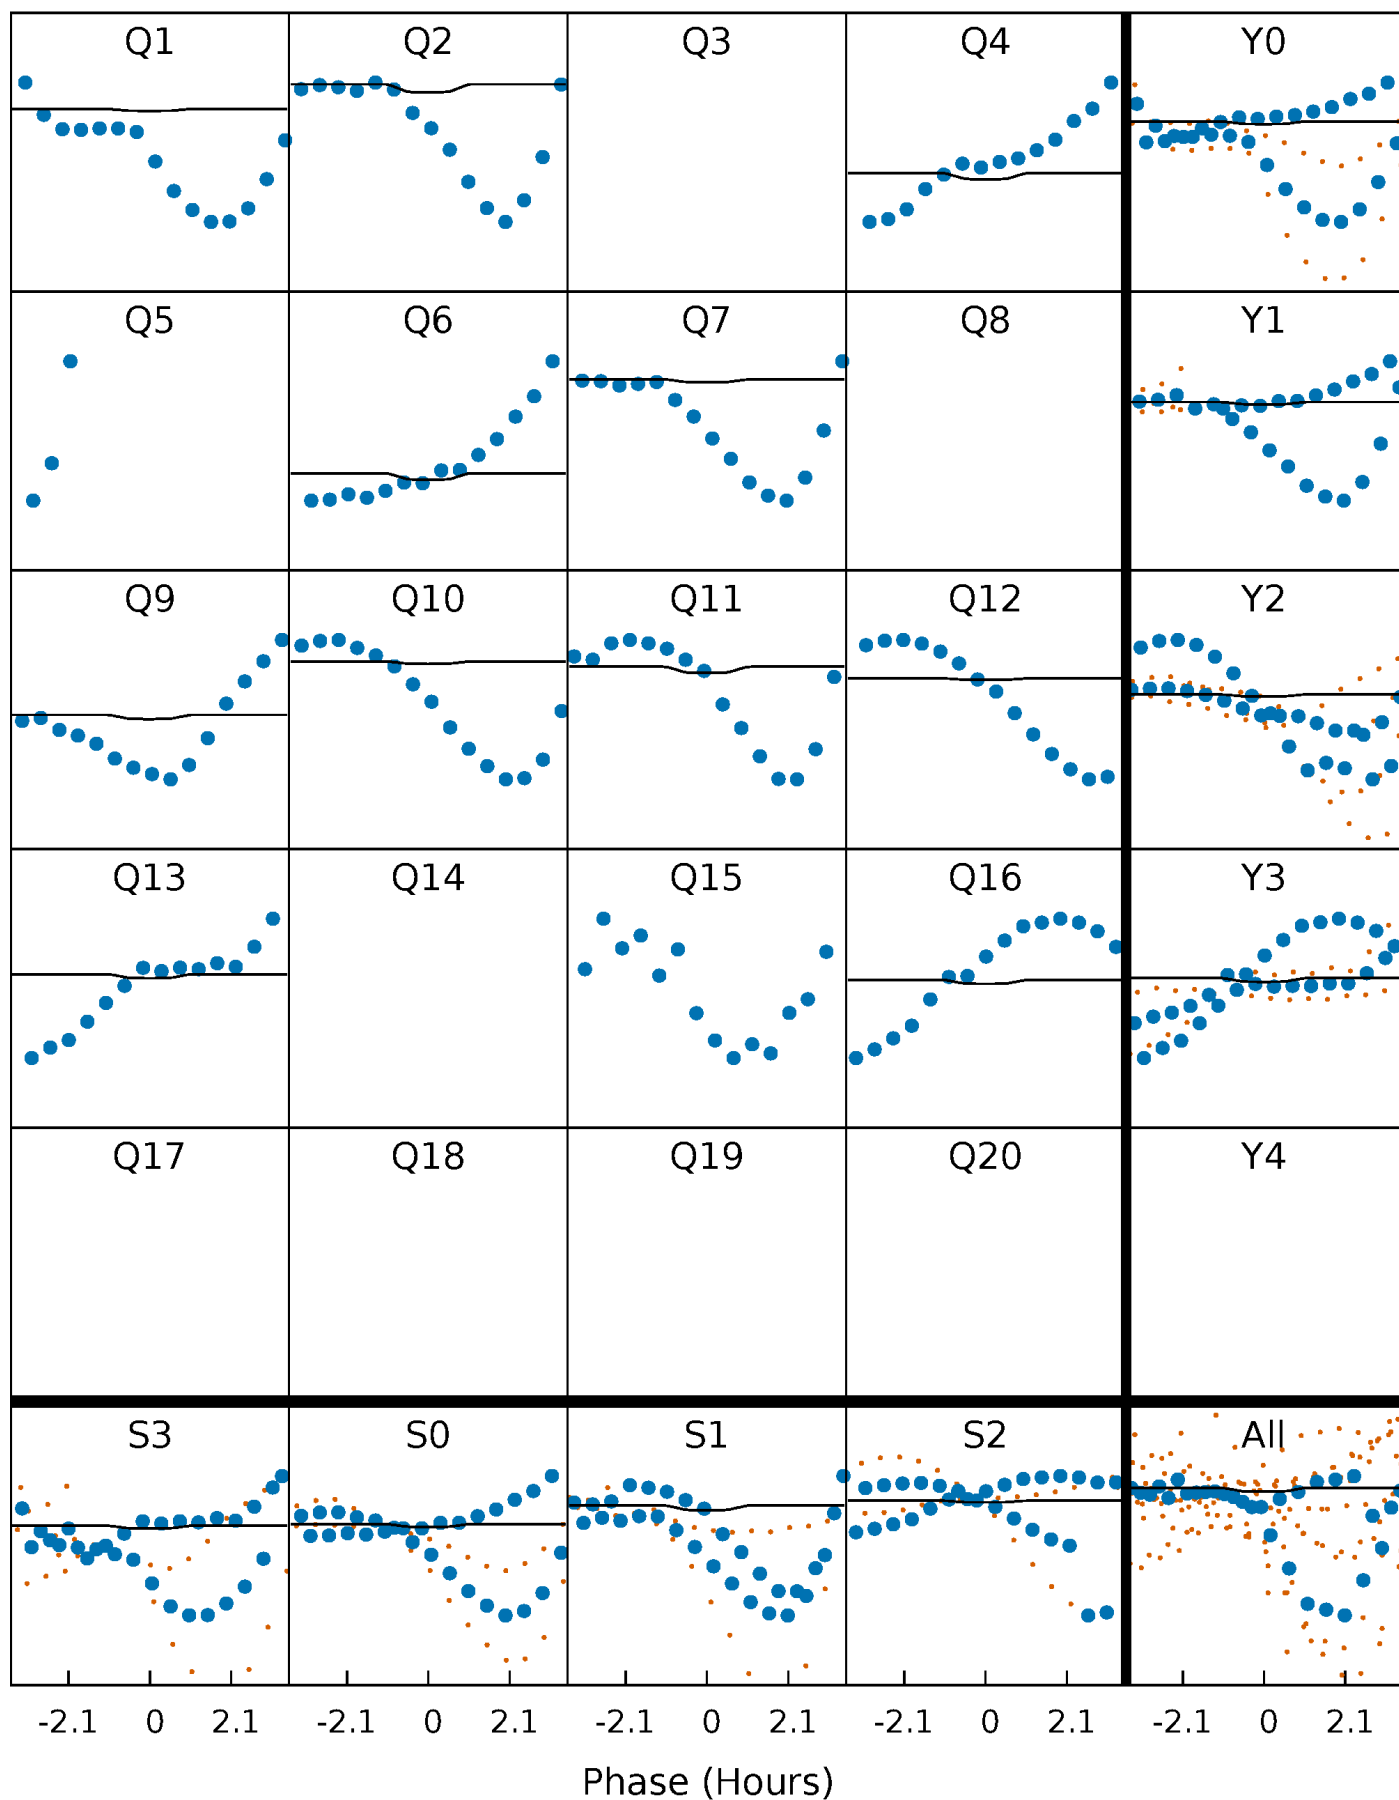 Q1 Q2 Q3 Q4 Y0
Q5 Q6 Q7 Q8 Y1
Q9 Q10 Q11 Q12 Y2
Q13 Q14 Q15 Q16 Y3
Q17 Q18 Q19 Q20 Y4
S3 S0 S1 S2 All
-2.1 0 2.1 -2.1 0 2.1 -2.1 0 2.1 -2.1 0 2.1 -2.1 0 2.1
Phase (Hours)